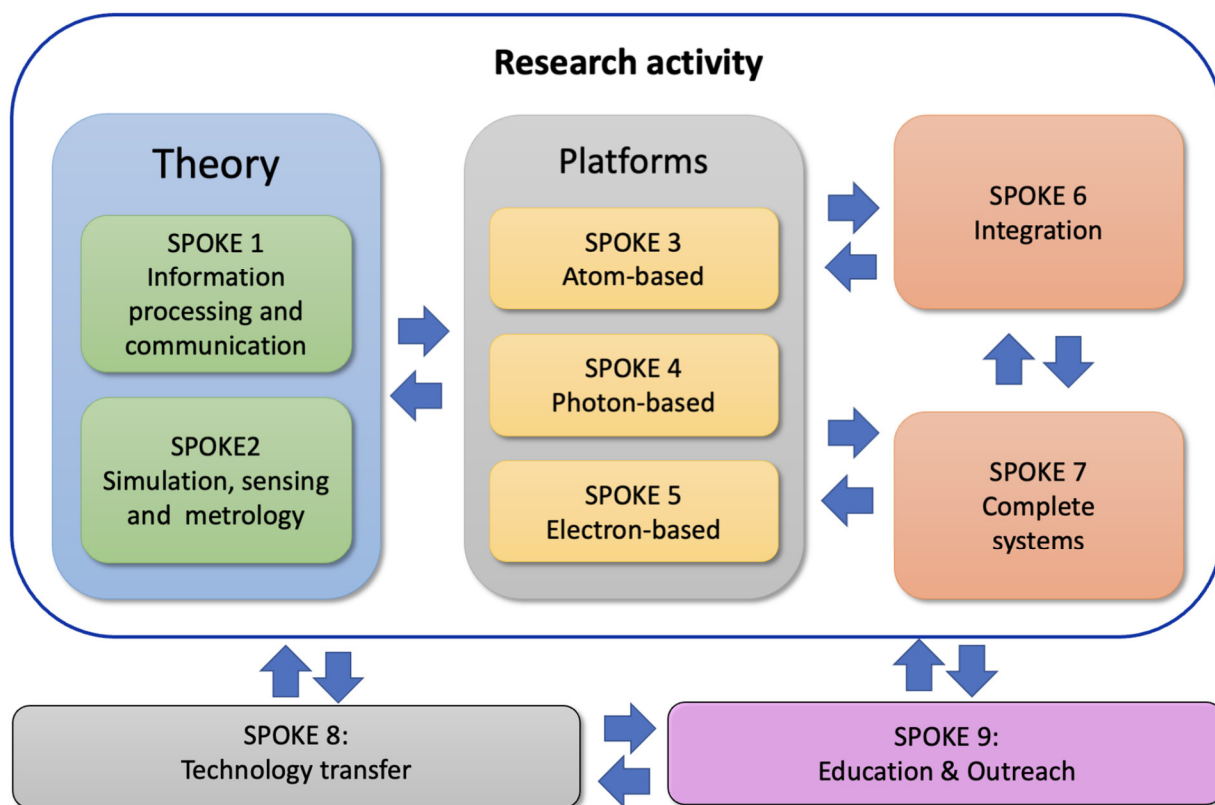 Research activity
Theory
SPOKE 1
Information
processing and
communication
SPOKE2
Simulation, sensing
and metrology
Platforms
SPOKE 3
Atom-based
SPOKE 4
Photon-based
SPOKE 5
Electron-based
SPOKE 6
Integration
SPOKE 7
Complete
systems
SPOKE 8:
Technology transfer
SPOKE 9:
Education & Outreach